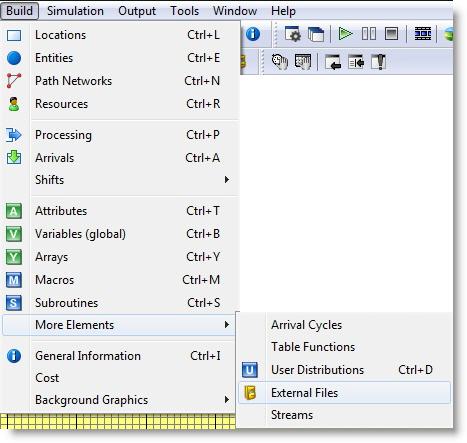 Build Simulation Output Tools Window Help
Locations Ctrl+L
Entities Ctrl+E
Path Networks Ctrl+N
Resources Ctrl+R
Processing Ctrl+P
Arrivals Ctrl+A
Shifts
A Attributes Ctrl+T
V Variables (global) Ctrl+B
A Arrays Ctrl+Y
M Macros Ctrl+M
S Subroutines Ctrl+S
More Elements
General Information Ctrl+I
Cost
Background Graphics
Arrival Cycles
Table Functions
U User Distributions Ctrl+D
External Files
Streams